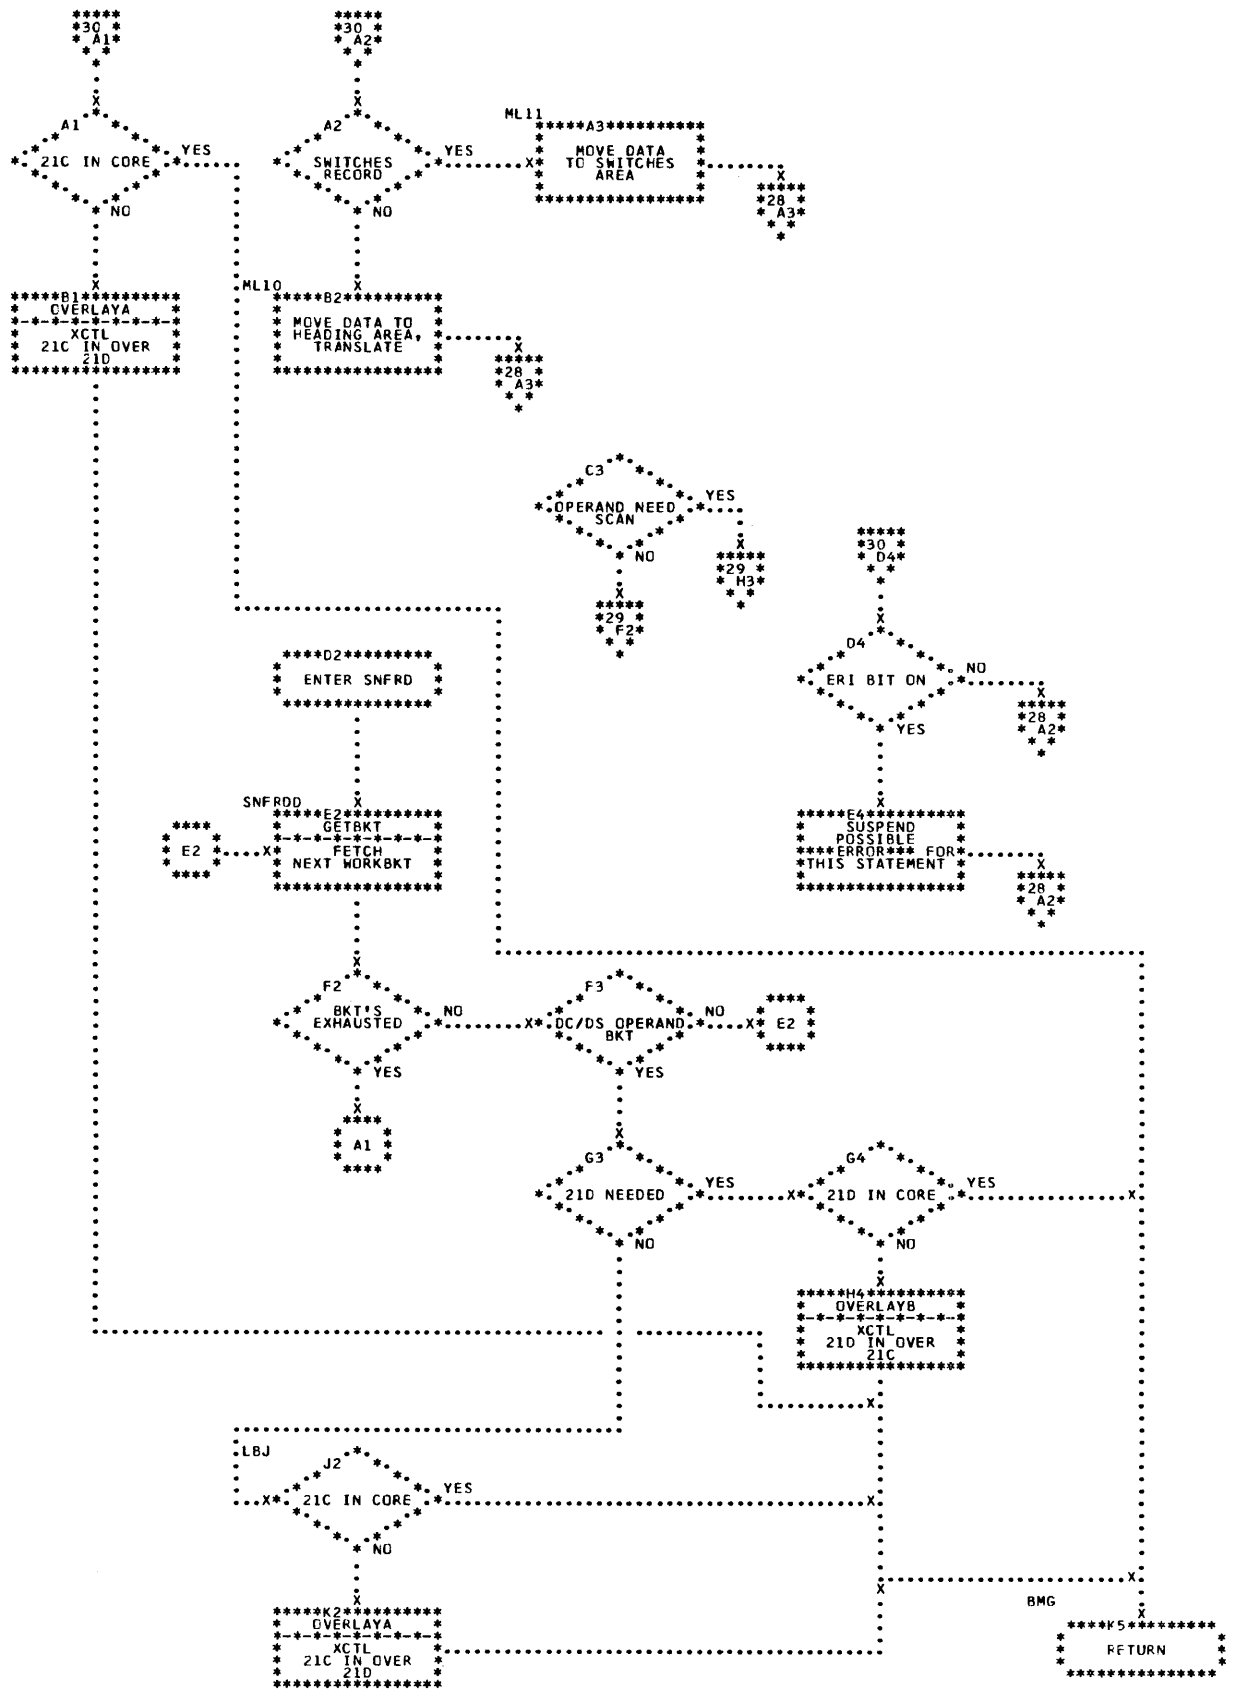 30
A1
30
A2
A1
21C IN CORE
YES
NO
A2
SWITCHES
RECORD
YES
NO
ML11
A3
MOVE DATA
TO SWITCHES
AREA
28
A3
B1
OVERLAYA
XCTL
21C IN OVER
21D
ML10
B2
MOVE DATA TO
HEADING AREA,
TRANSLATE
28
A3
C3
OPERAND NEED
SCAN
YES
NO
29
H3
29
F2
30
D4
D4
ERI BIT ON
NO
YES
28
A2
D2
ENTER SNFRD
SNFRDD
E2
GETBKT
FETCH
NEXT WORKBKT
E2
E4
SUSPEND
POSSIBLE
****ERROR*** FOR
THIS STATEMENT
28
A2
F2
BKT'S
EXHAUSTED
NO
YES
F3
DC/DS OPERAND
BKT
NO
YES
E2
A1
G3
21D NEEDED
YES
NO
G4
21D IN CORE
YES
NO
H4
OVERLAYB
XCTL
21D IN OVER
21C
LBJ
J2
21C IN CORE
YES
NO
K2
OVERLAYA
XCTL
21C IN OVER
21D
BMG
K5
RETURN